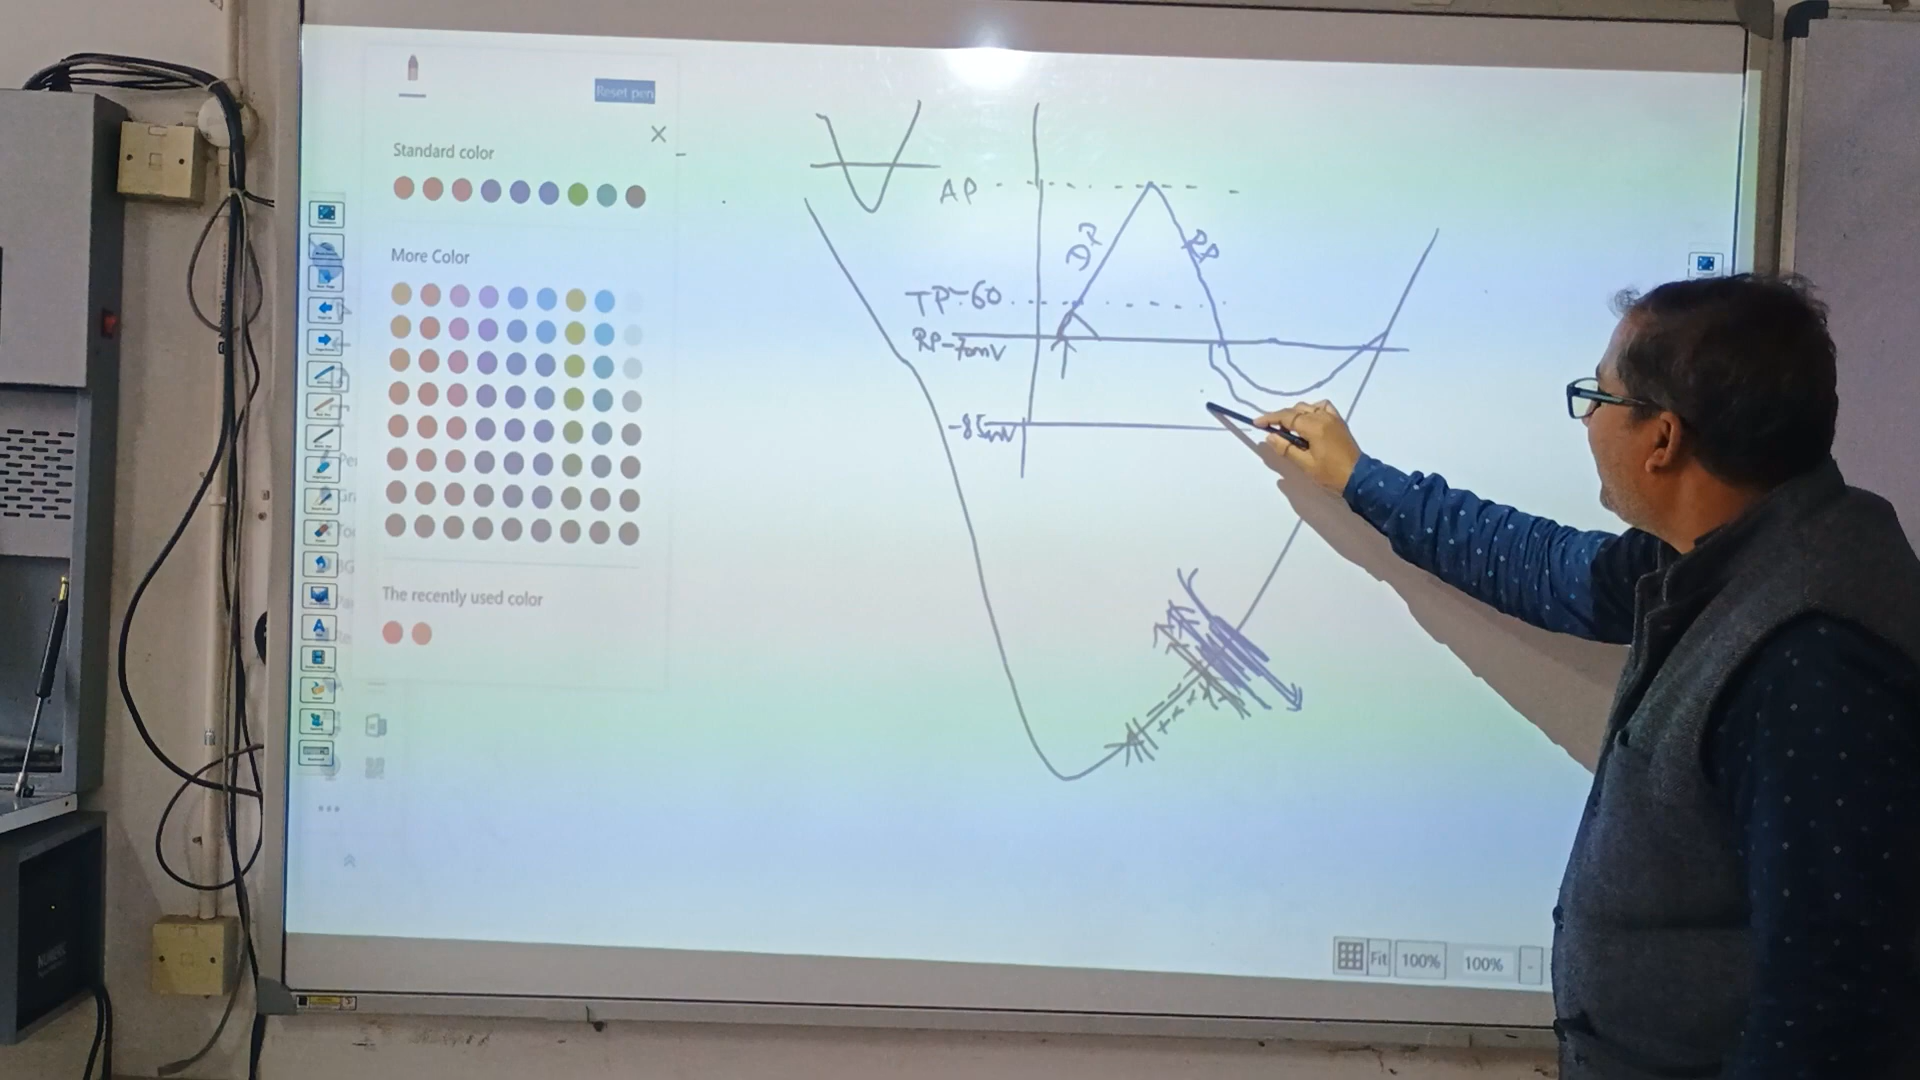 Reset pen
Standard color
More Color
The recently used color
AP
DP
RP
TP -60
RP -70mV
-85mV
Fit
100%
100%